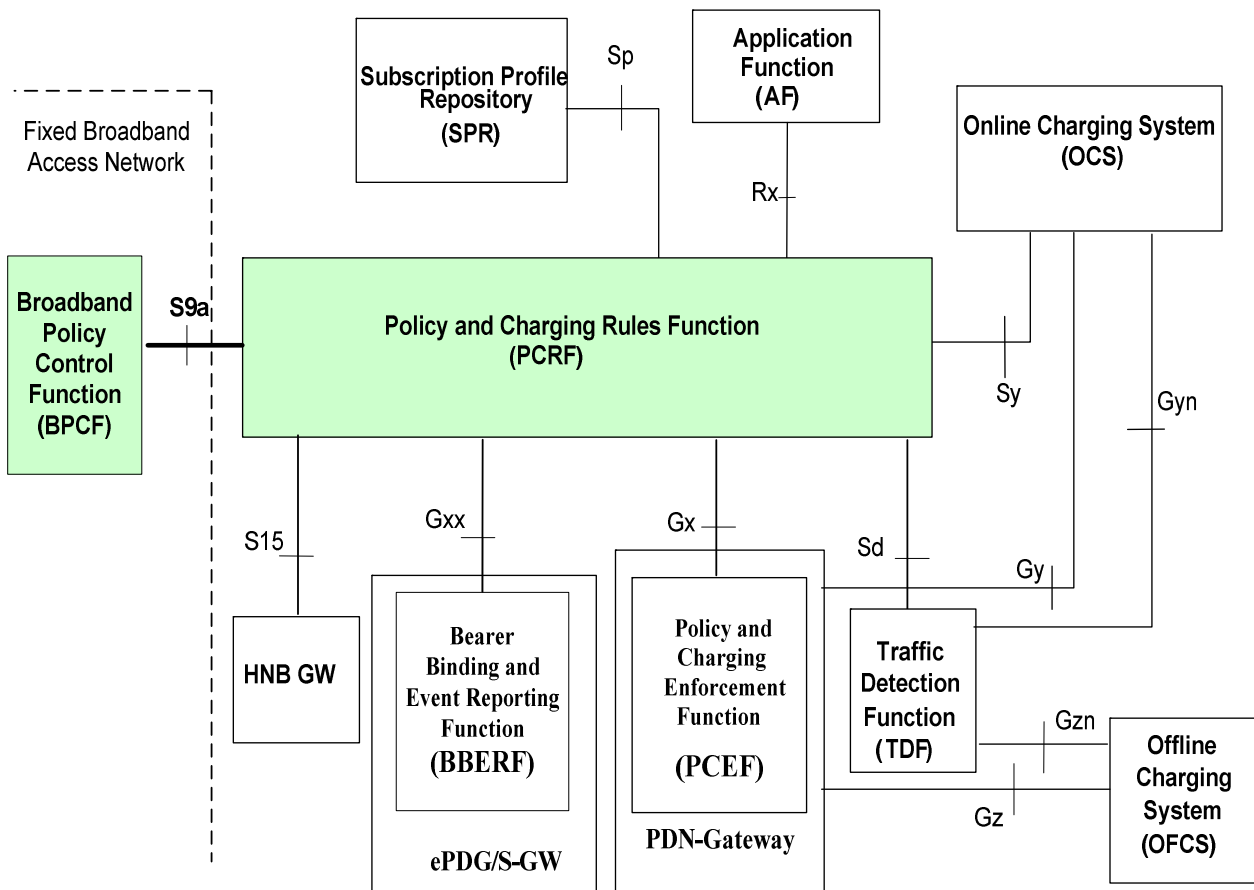 Sp
Application
Function
(AF)
Subscription Profile
Repository
(SPR)
Fixed Broadband
Access Network
Online Charging System
(OCS)
Rx
Broadband
Policy
Control
Function
(BPCF)
S9a
Policy and Charging Rules Function
(PCRF)
Sy
Gyn
S15
Gxx
Gx
Sd
Gy
HNB GW
Bearer
Binding and
Event Reporting
Function
(BBERF)
ePDG/S-GW
Policy and
Charging
Enforcement
Function
(PCEF)
PDN-Gateway
Traffic
Detection
Function
(TDF)
Gzn
Gz
Offline
Charging
System
(OFCS)